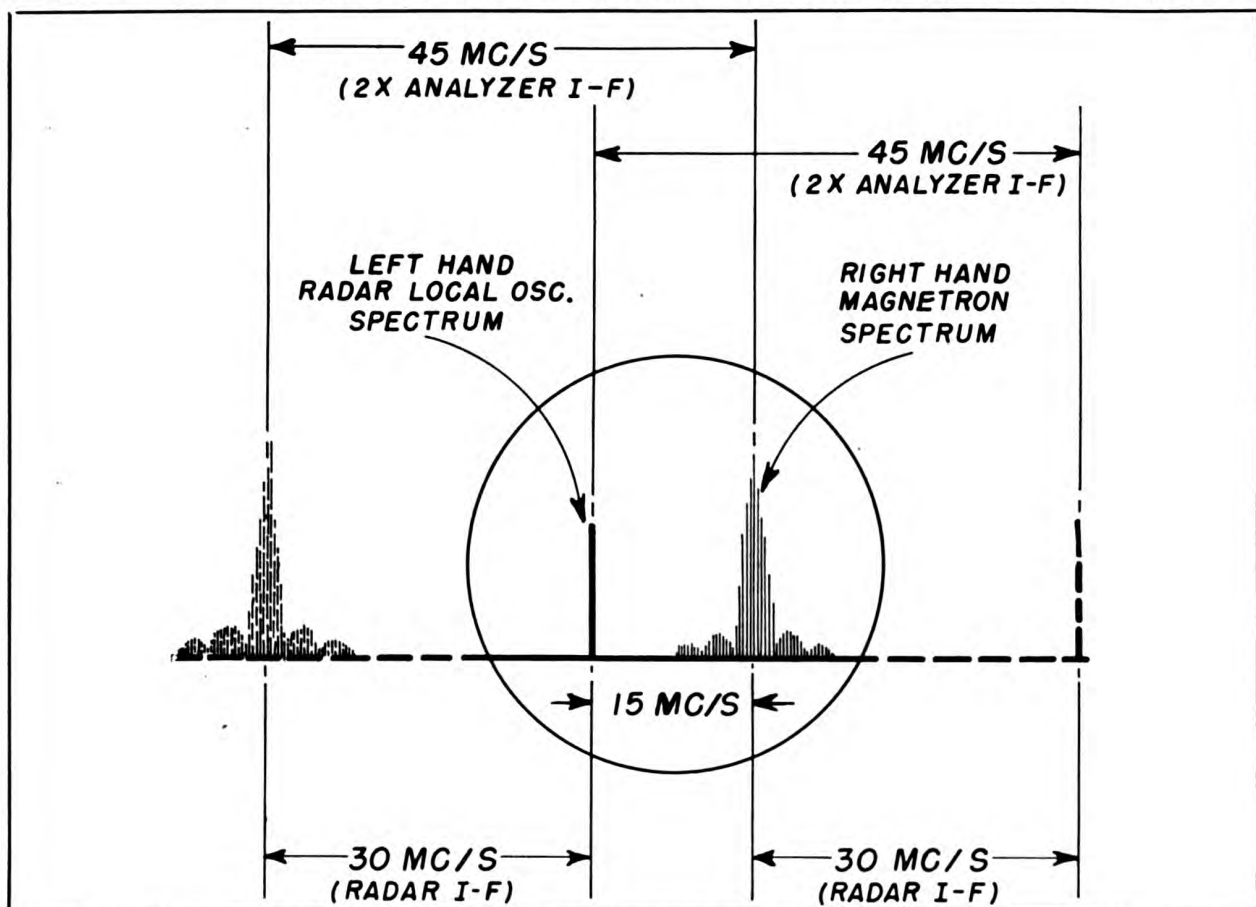 45 MC/S
(2X ANALYZER I-F)
45 MC/S
(2X ANALYZER I-F)
LEFT HAND
RADAR LOCAL OSC.
SPECTRUM
RIGHT HAND
MAGNETRON
SPECTRUM
15 MC/S
30 MC/S
(RADAR I-F)
30 MC/S
(RADAR I-F)